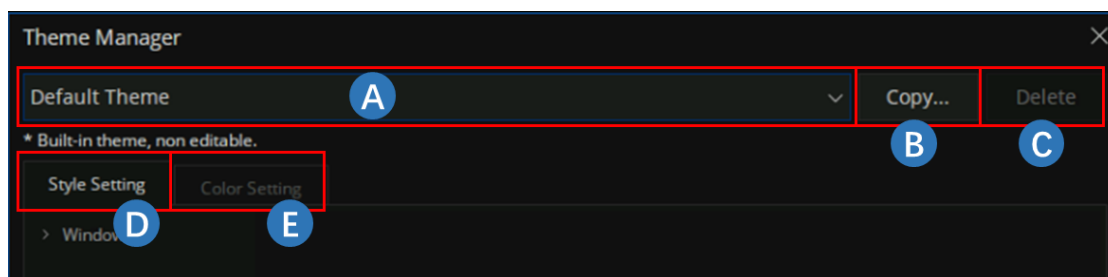 Theme Manager
Default Theme A Copy... Delete
* Built-in theme, non editable. B C
Style Setting Color Setting
D E